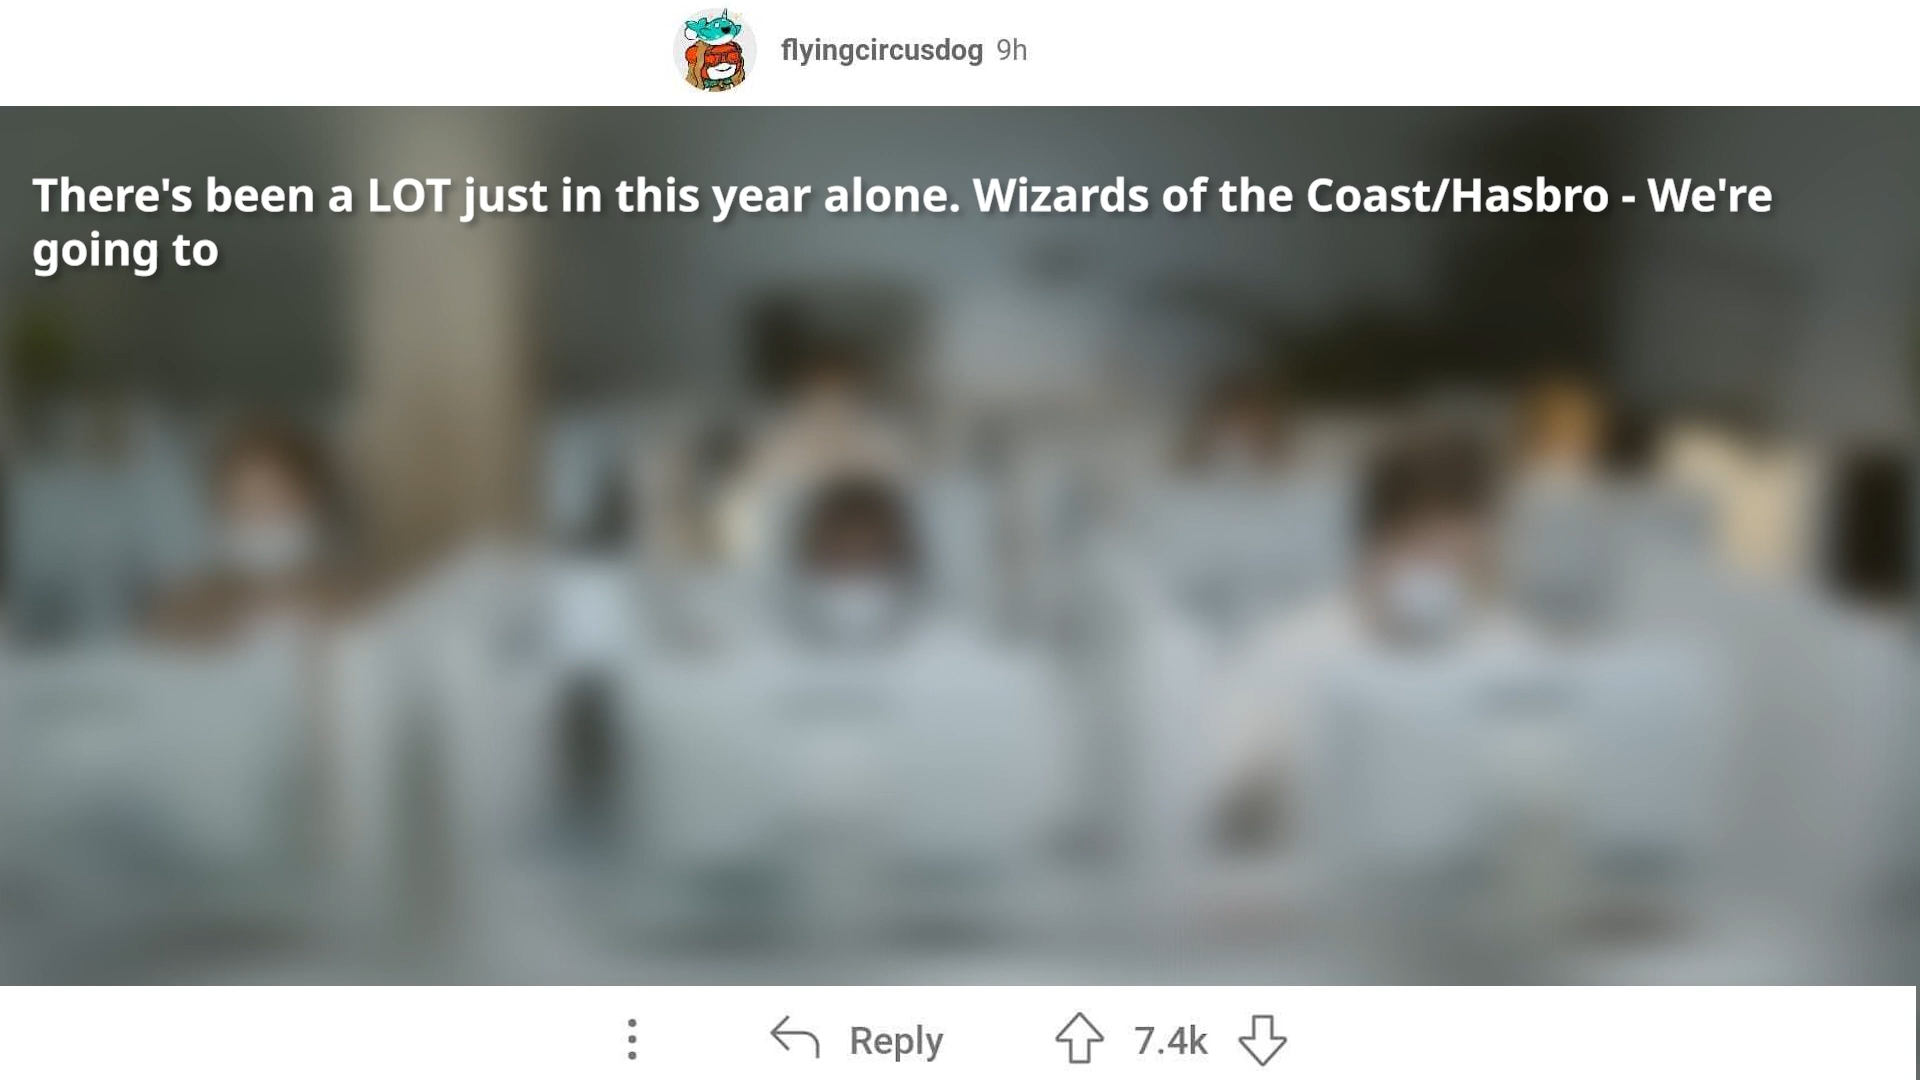 flyingcircusdog 9h
There's been a LOT just in this year alone. Wizards of the Coast/Hasbro - We're
going to
Reply 7.4k